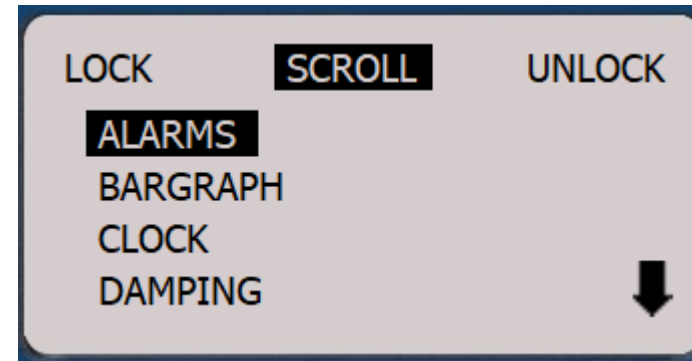 LOCK SCROLL UNLOCK
ALARMS
BARGRAPH
CLOCK
DAMPING